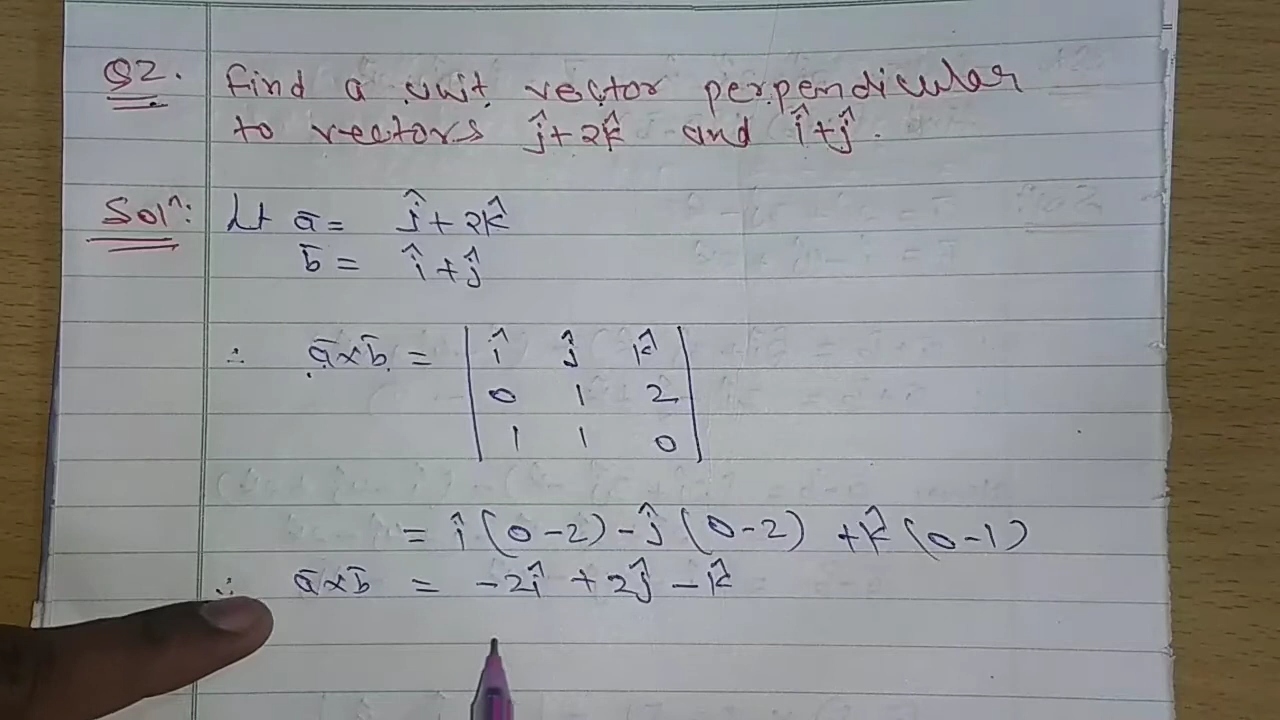 Q2. Find a unit vector perpendicular
to vectors ĵ+2k̂ and î+ĵ.
Solⁿ: Lt ā = ĵ+2k̂
b̄ = î+ĵ
∴ ā×b̄ = | î ĵ k̂ |
| 0 1 2 |
| 1 1 0 |
= î(0-2)-ĵ(0-2) +k̂(0-1)
∴ ā×b̄ = -2î +2ĵ -k̂